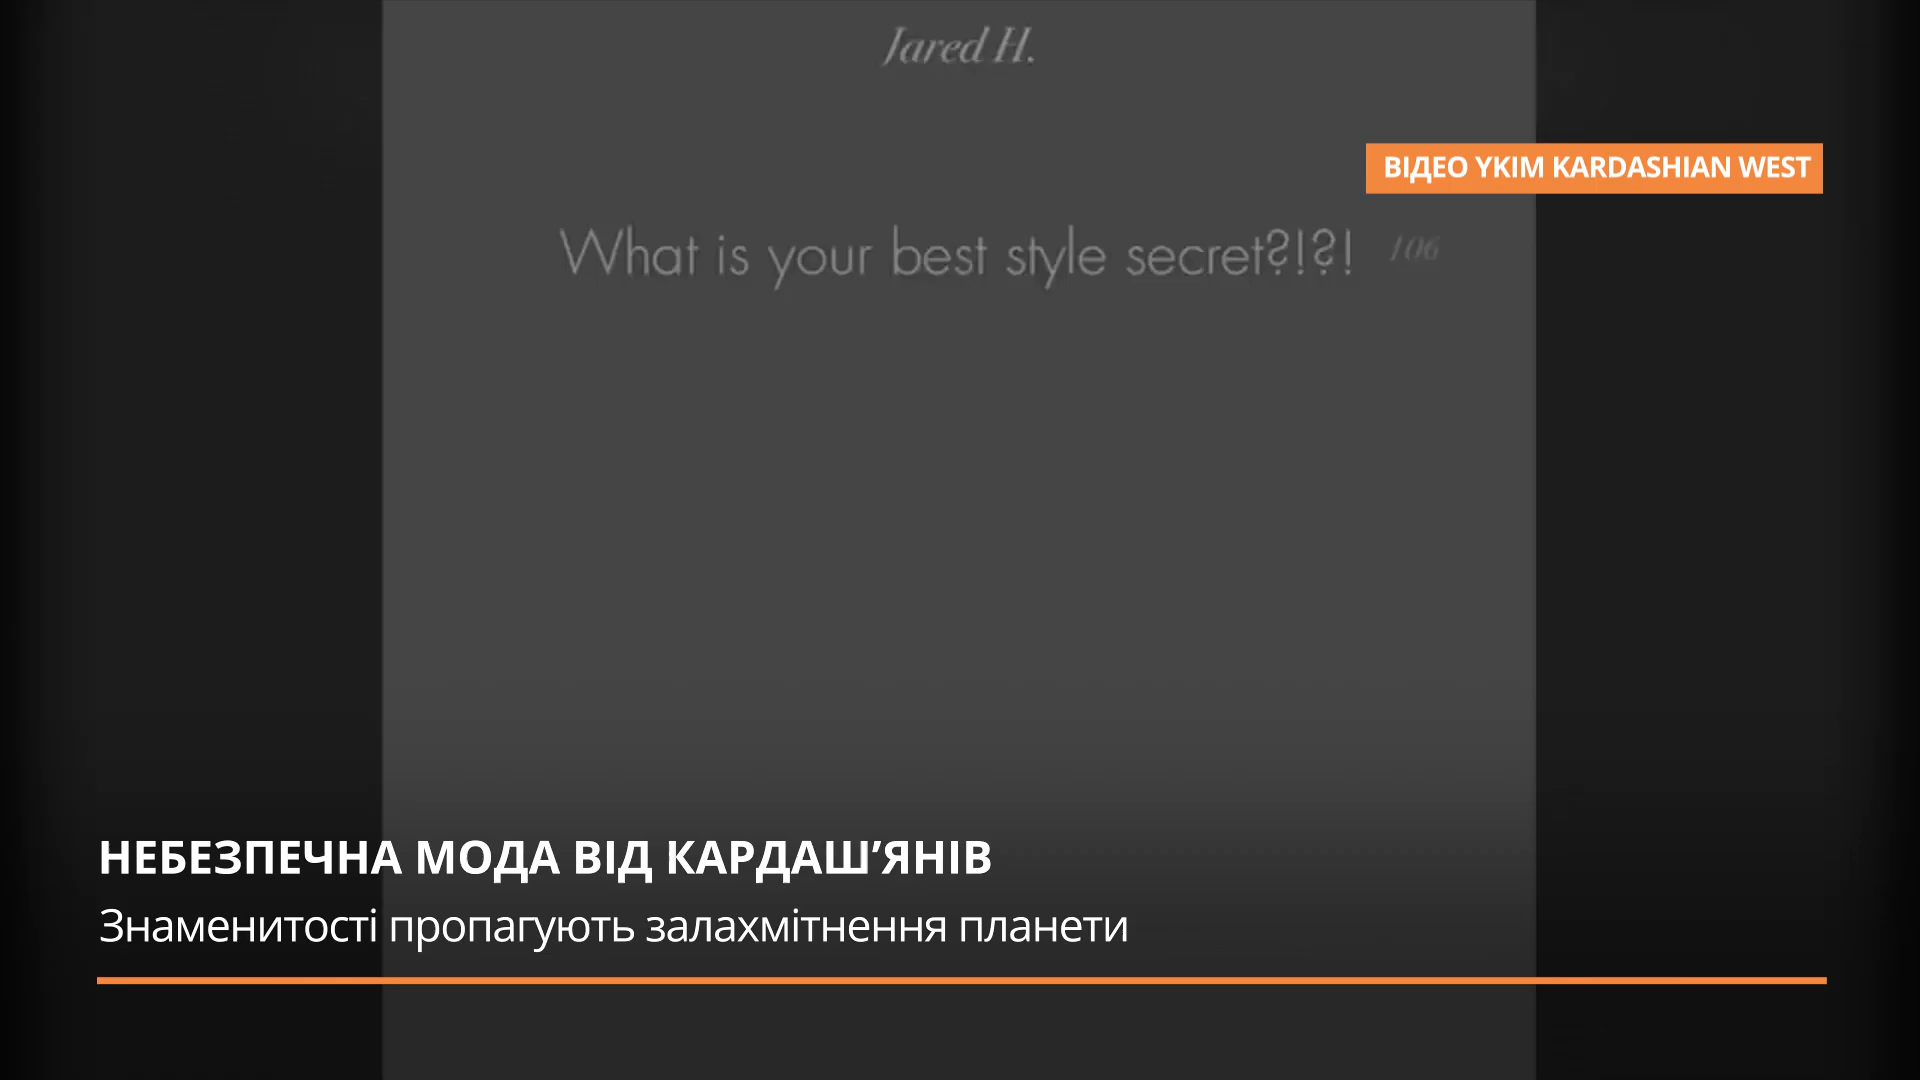 Jared H.
ВІДЕО YKIM KARDASHIAN WEST
What is your best style secret?!?! 106
НЕБЕЗПЕЧНА МОДА ВІД КАРДАШ’ЯНІВ
Знаменитості пропагують залахмітнення планети